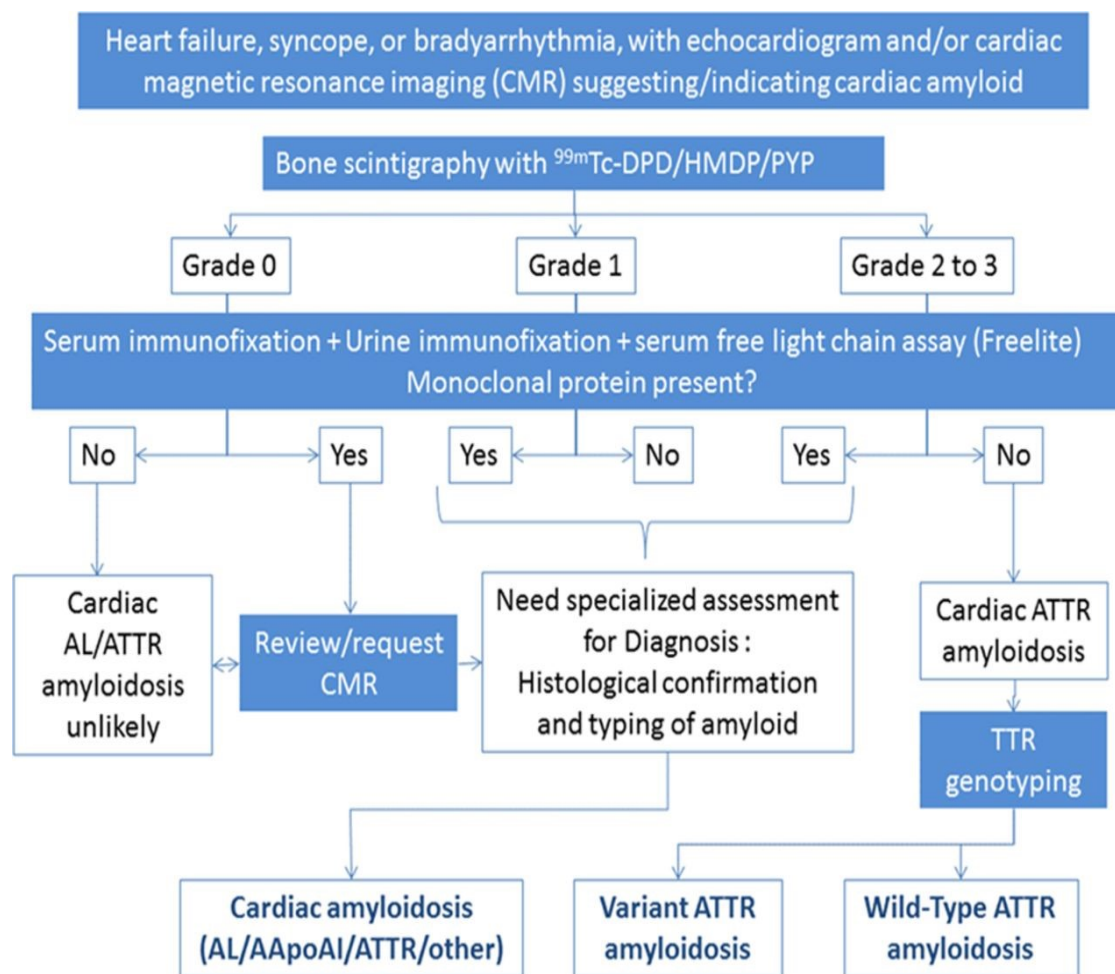 Heart failure, syncope, or bradyarrhythmia, with echocardiogram and/or cardiac
magnetic resonance imaging (CMR) suggesting/indicating cardiac amyloid
Bone scintigraphy with ⁹⁹ᵐTc-DPD/HMDP/PYP
Grade 0
Grade 1
Grade 2 to 3
Serum immunofixation + Urine immunofixation + serum free light chain assay (Freelite)
Monoclonal protein present?
No
Yes
Yes
No
Yes
No
Cardiac
AL/ATTR
amyloidosis
unlikely
Review/request
CMR
Need specialized assessment
for Diagnosis :
Histological confirmation
and typing of amyloid
Cardiac ATTR
amyloidosis
TTR
genotyping
Cardiac amyloidosis
(AL/AApoAI/ATTR/other)
Variant ATTR
amyloidosis
Wild-Type ATTR
amyloidosis